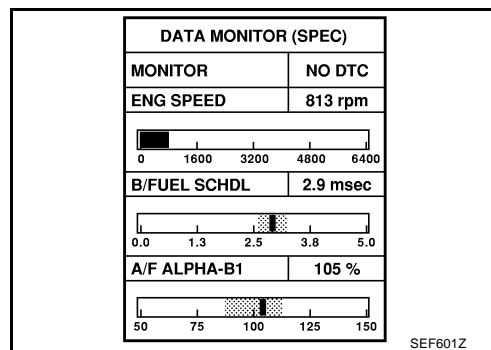 DATA MONITOR (SPEC)
MONITOR NO DTC
ENG SPEED 813 rpm
0 1600 3200 4800 6400
B/FUEL SCHDL 2.9 msec
0.0 1.3 2.5 3.8 5.0
A/F ALPHA-B1 105 %
50 75 100 125 150
SEF601Z